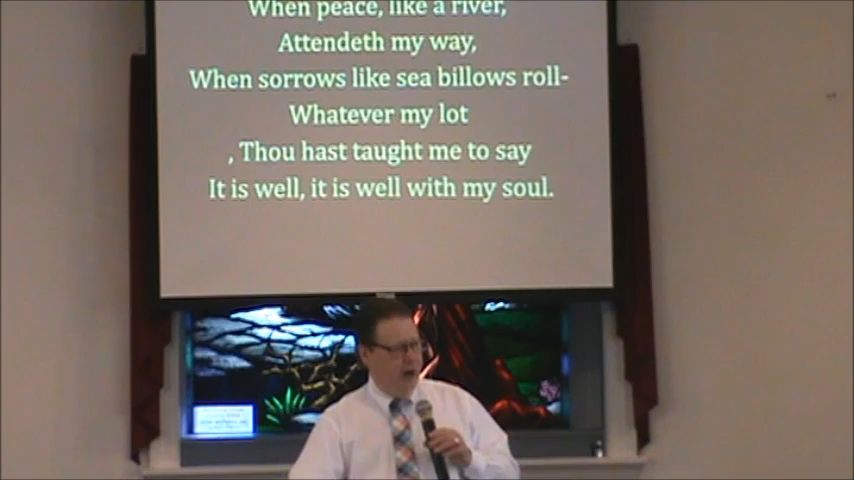 When peace, like a river,
Attendeth my way,
When sorrows like sea billows roll-
Whatever my lot
, Thou hast taught me to say
It is well, it is well with my soul.